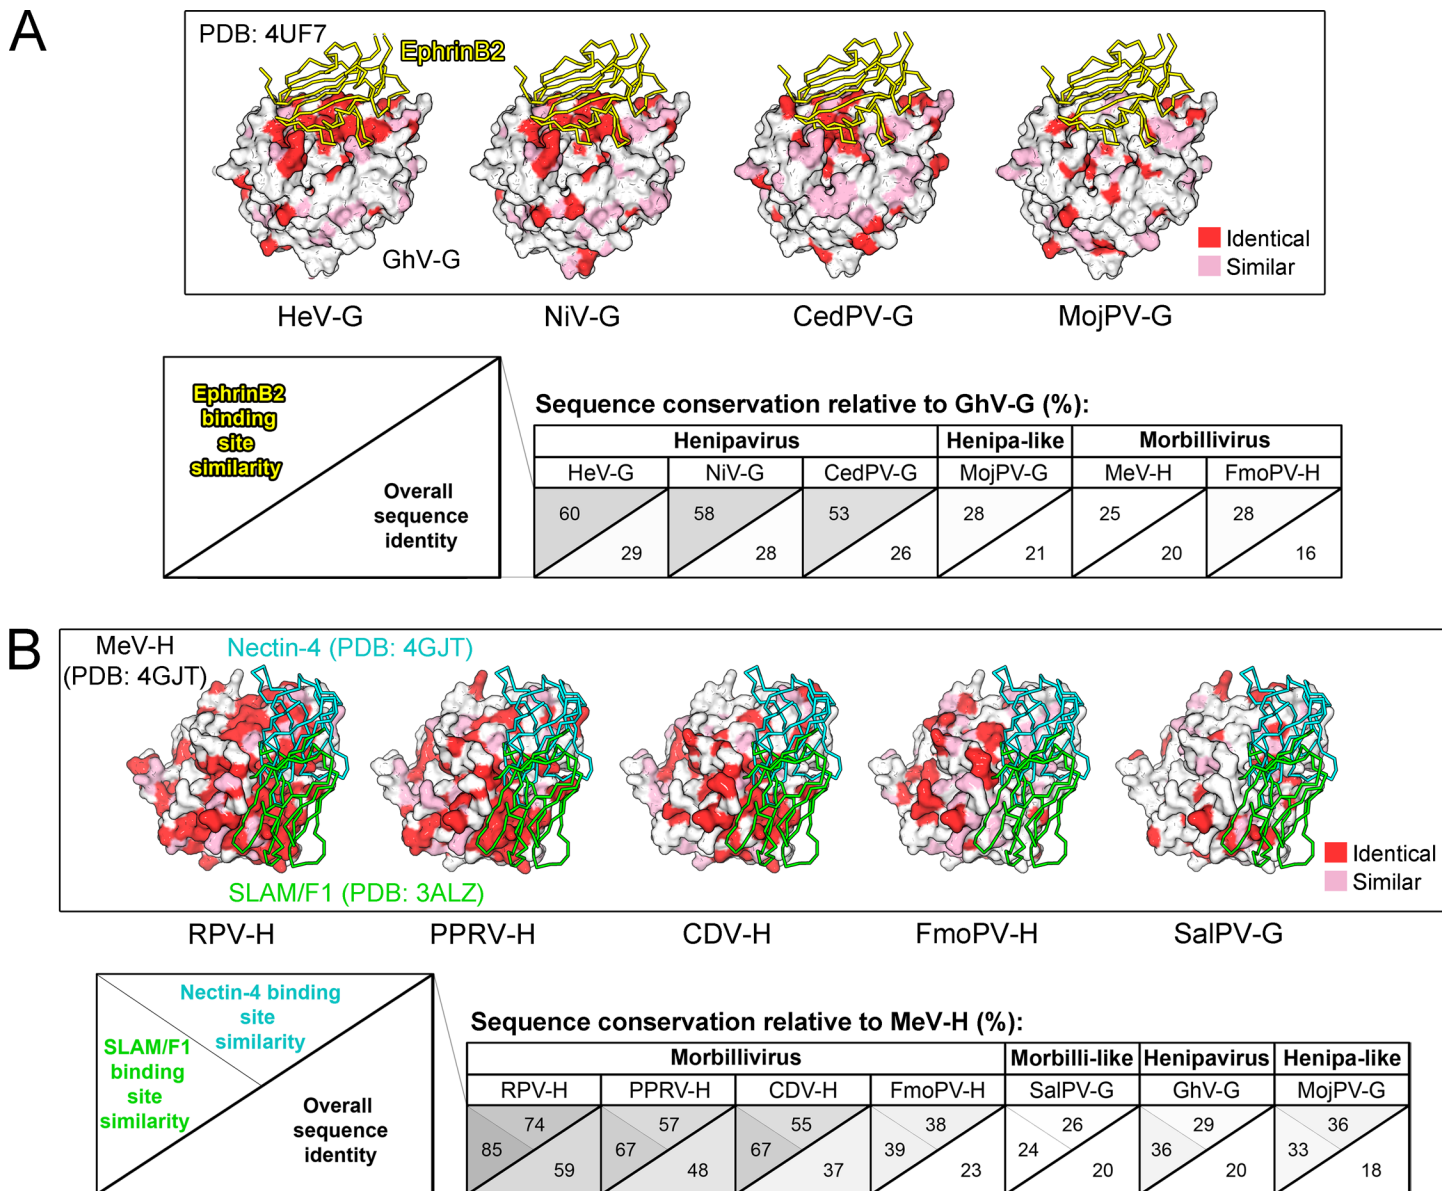 A
PDB: 4UF7
EphrinB2
GhV-G
Identical
Similar
HeV-G
NiV-G
CedPV-G
MojPV-G
EphrinB2
binding
site
similarity
Overall
sequence
identity
Sequence conservation relative to GhV-G (%):
Henipavirus Henipa-like Morbillivirus
HeV-G NiV-G CedPV-G MojPV-G MeV-H FmoPV-H
60 58 53 28 25 28
29 28 26 21 20 16
B
MeV-H
(PDB: 4GJT)
Nectin-4 (PDB: 4GJT)
SLAM/F1 (PDB: 3ALZ)
Identical
Similar
RPV-H
PPRV-H
CDV-H
FmoPV-H
SalPV-G
Nectin-4 binding
site
similarity
SLAM/F1
binding
site
similarity
Overall
sequence
identity
Sequence conservation relative to MeV-H (%):
Morbillivirus Morbilli-like Henipavirus Henipa-like
RPV-H PPRV-H CDV-H FmoPV-H SalPV-G GhV-G MojPV-G
74 57 55 38 26 29 36
85 67 67 39 24 36 33
59 48 37 23 20 20 18